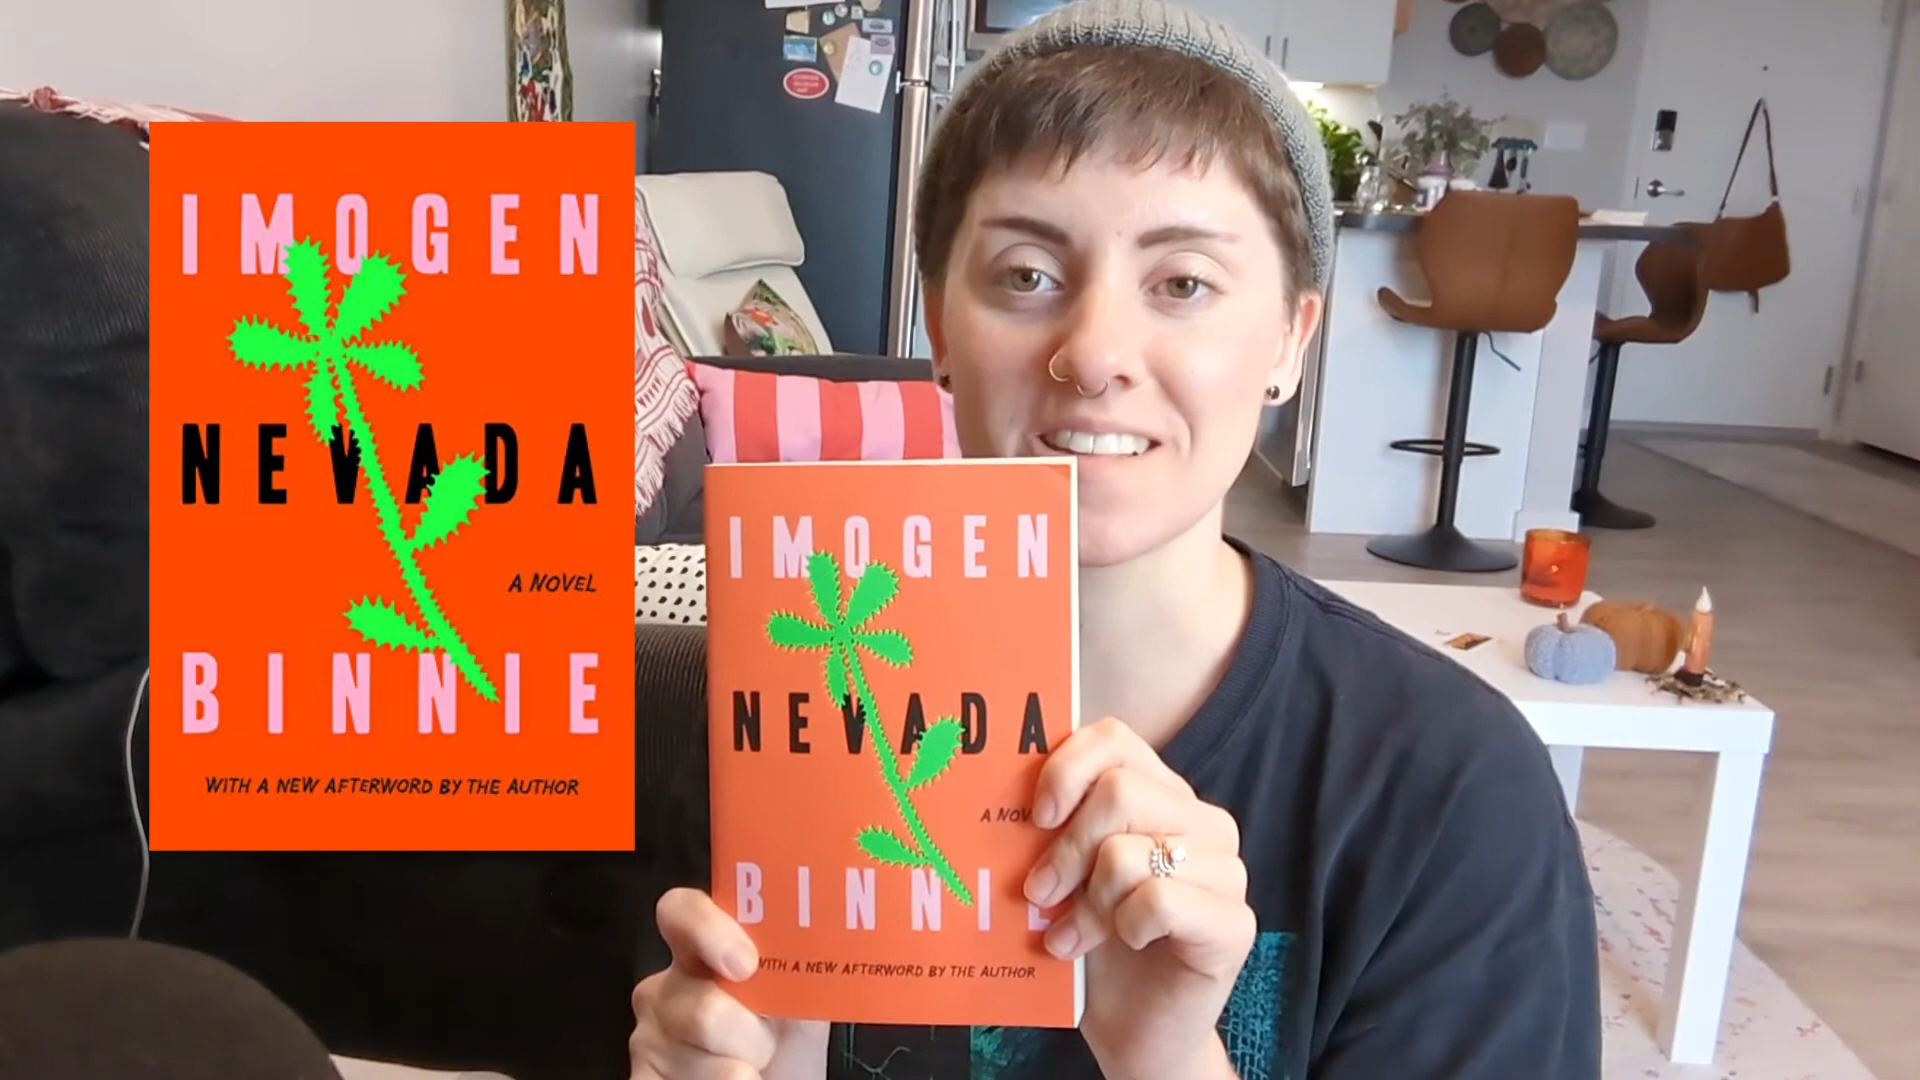 IMOGEN
NEVADA
A NOVEL
BINNIE
WITH A NEW AFTERWORD BY THE AUTHOR
IMOGEN
NEVADA
A NOV
BINNIE
WITH A NEW AFTERWORD BY THE AUTHOR